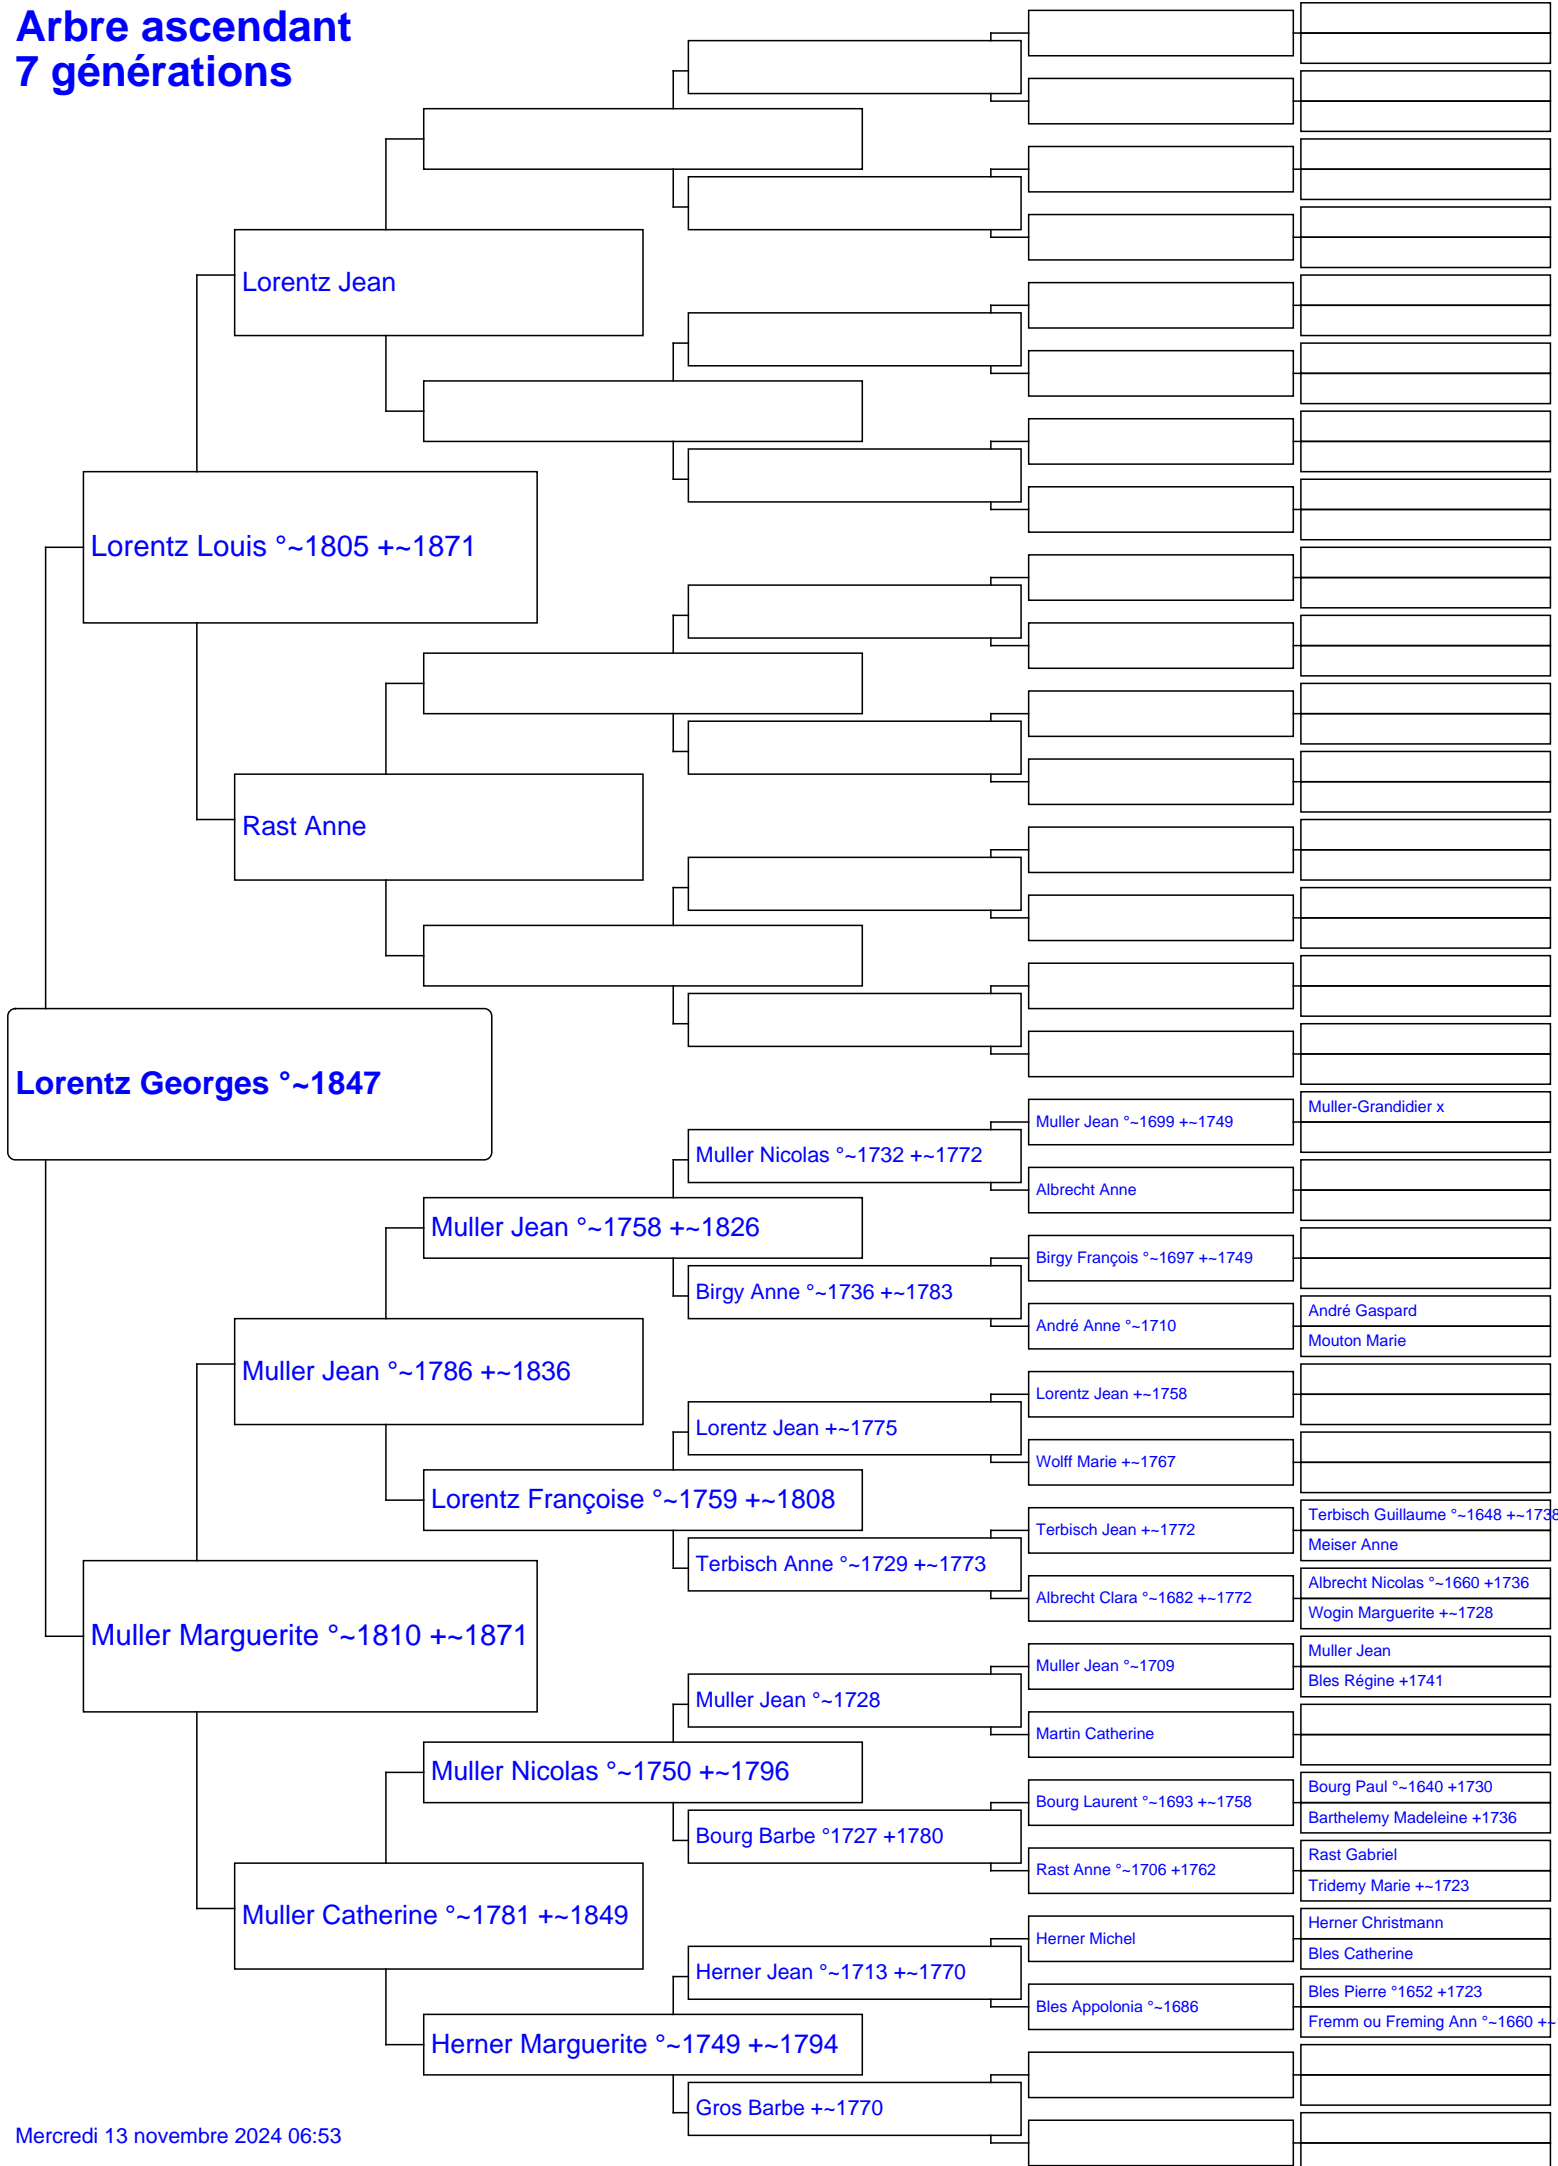 Arbre ascendant
7 générations
Lorentz Jean
Lorentz Louis °~1805 +~1871
Rast Anne
Lorentz Georges °~1847
Muller-Grandidier x
Muller Jean °~1699 +~1749
Muller Nicolas °~1732 +~1772
Albrecht Anne
Muller Jean °~1758 +~1826
Birgy François °~1697 +~1749
Birgy Anne °~1736 +~1783
André Gaspard
André Anne °~1710
Mouton Marie
Muller Jean °~1786 +~1836
Lorentz Jean +~1758
Lorentz Jean +~1775
Wolff Marie +~1767
Lorentz Françoise °~1759 +~1808
Terbisch Guillaume °~1648 +~1738
Terbisch Jean +~1772
Meiser Anne
Terbisch Anne °~1729 +~1773
Albrecht Nicolas °~1660 +1736
Albrecht Clara °~1682 +~1772
Wogin Marguerite +~1728
Muller Marguerite °~1810 +~1871
Muller Jean
Muller Jean °~1709
Bles Régine +1741
Muller Jean °~1728
Martin Catherine
Muller Nicolas °~1750 +~1796
Bourg Paul °~1640 +1730
Bourg Laurent °~1693 +~1758
Barthelemy Madeleine +1736
Bourg Barbe °1727 +1780
Rast Gabriel
Rast Anne °~1706 +1762
Tridemy Marie +~1723
Muller Catherine °~1781 +~1849
Herner Christmann
Herner Michel
Bles Catherine
Herner Jean °~1713 +~1770
Bles Pierre °1652 +1723
Bles Appolonia °~1686
Fremm ou Freming Ann °~1660 +~
Herner Marguerite °~1749 +~1794
Gros Barbe +~1770
Mercredi 13 novembre 2024 06:53